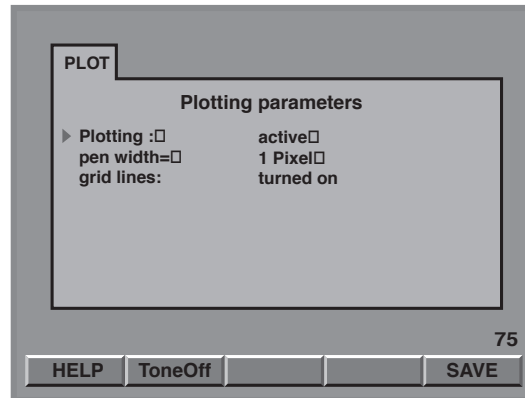 PLOT
Plotting parameters
Plotting :□ active□
pen width=□ 1 Pixel□
grid lines: turned on
75
HELP ToneOff SAVE